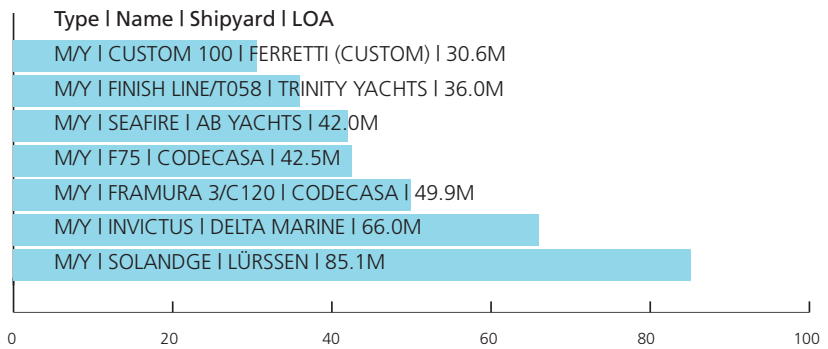 Type | Name | Shipyard | LOA
M/Y | CUSTOM 100 | FERRETTI (CUSTOM) | 30.6M
M/Y | FINISH LINE/T058 | TRINITY YACHTS | 36.0M
M/Y | SEAFIRE | AB YACHTS | 42.0M
M/Y | F75 | CODECASA | 42.5M
M/Y | FRAMURA 3/C120 | CODECASA | 49.9M
M/Y | INVICTUS | DELTA MARINE | 66.0M
M/Y | SOLANDGE | LÜRSSEN | 85.1M
0 20 40 60 80 100